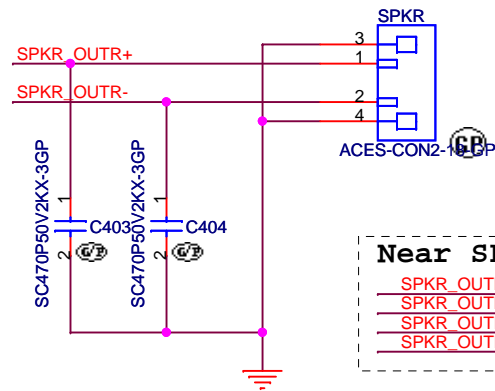 SPKR
3
SPKR_OUTR+
1
SPKR_OUTR-
2
4
ACES-CON2-
GP
SC470P50V2KX-3GP
1
C403
2
G/P
SC470P50V2KX-3GP
1
C404
2
G/P
Near
SPKR_OUT
SPKR_OUT
SPKR_OUT
SPKR_OUT